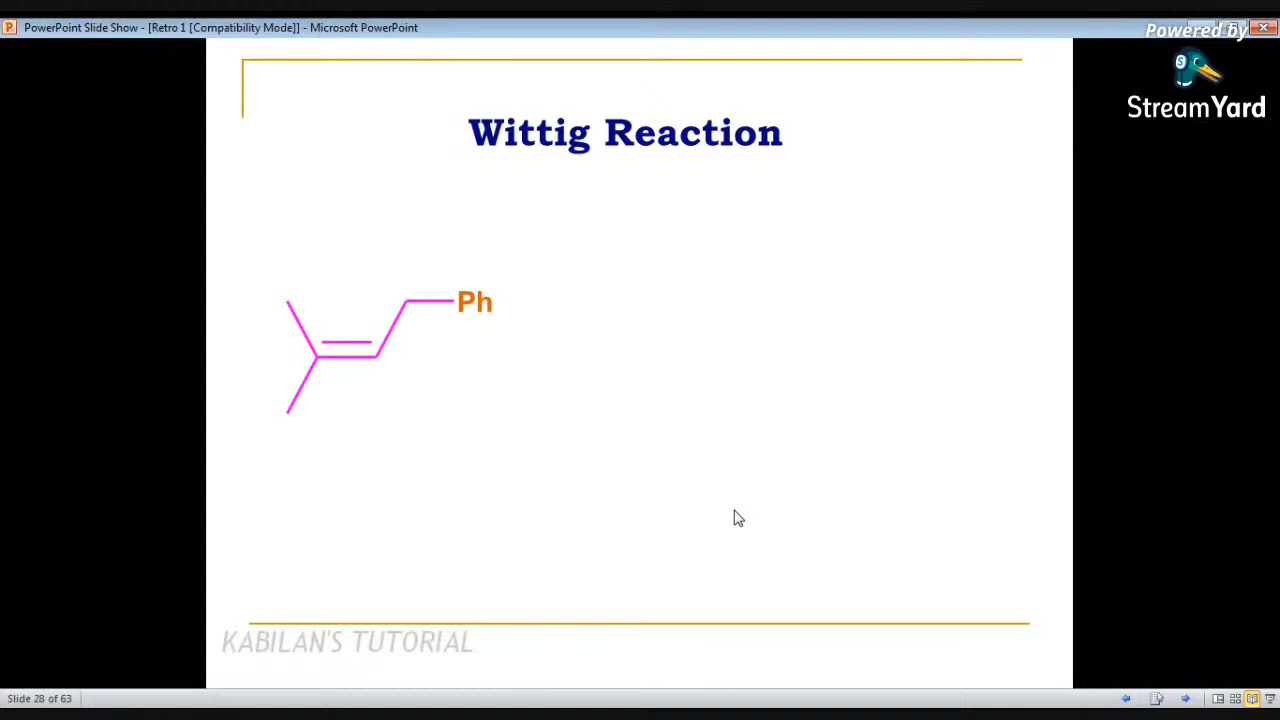 PowerPoint Slide Show - [Retro 1 [Compatibility Mode]] - Microsoft PowerPoint
Powered by
S
StreamYard
Wittig Reaction
Ph
KABILAN'S TUTORIAL
Slide 28 of 63